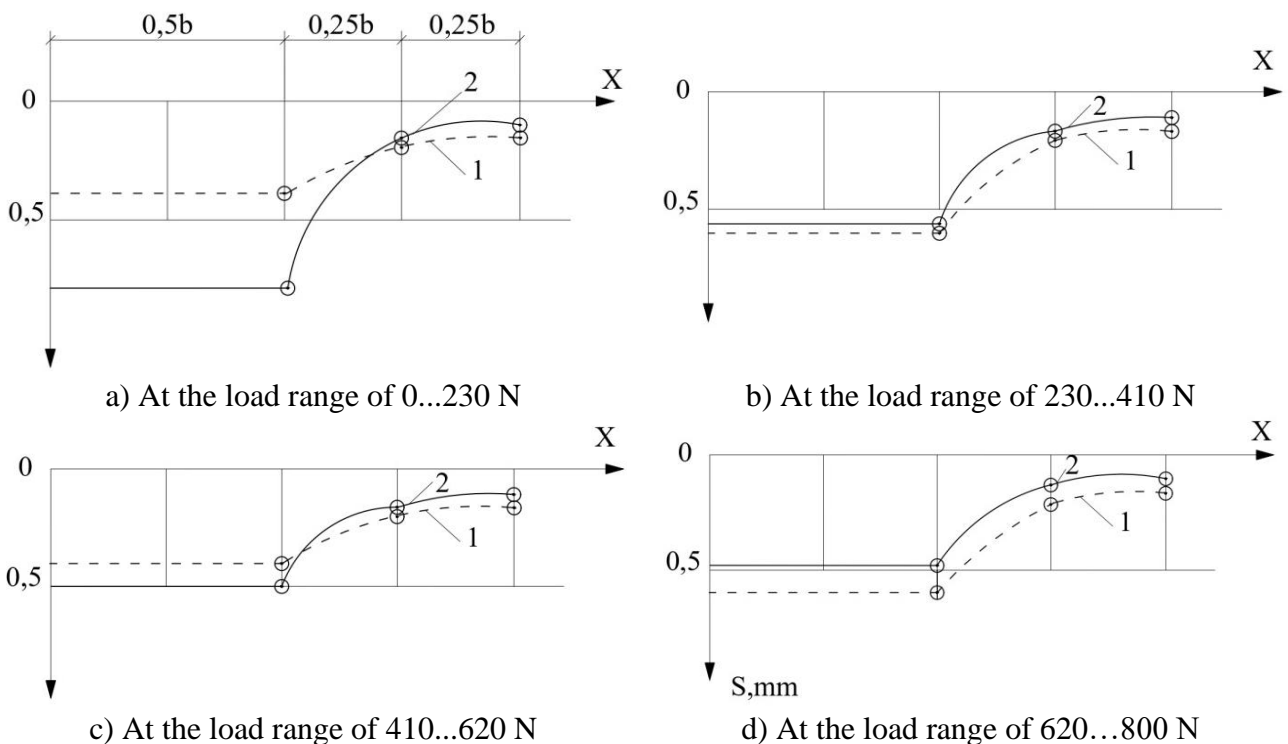 0,5b 0,25b 0,25b
X
0
2
1
0,5
a) At the load range of 0...230 N
X
0
2
1
0,5
b) At the load range of 230...410 N
X
0
2
1
0,5
c) At the load range of 410...620 N
X
0
2
1
0,5
S,mm
d) At the load range of 620…800 N